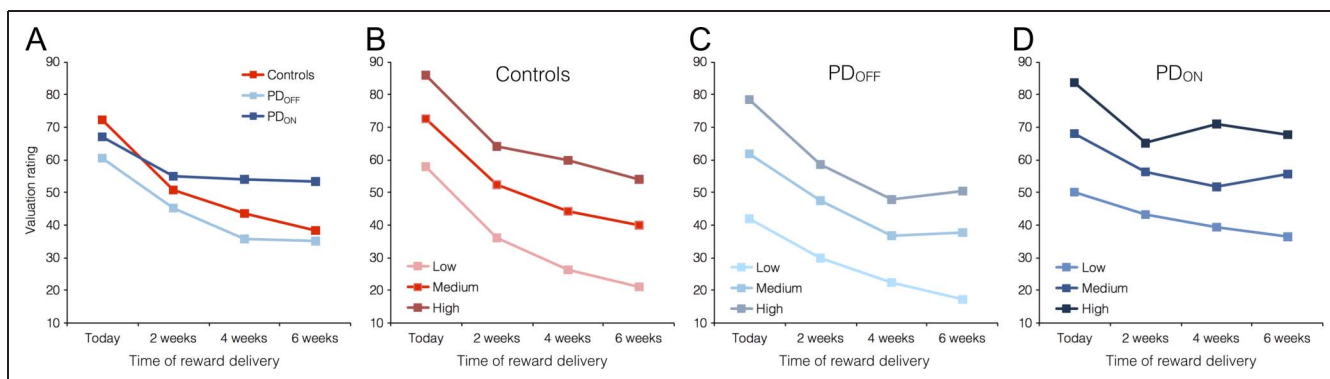 A
90
80
70
60
50
40
30
20
10
Valuation rating
Controls
PDOFF
PDON
Today 2 weeks 4 weeks 6 weeks
Time of reward delivery
B
Controls
90
80
70
60
50
40
30
20
10
Low
Medium
High
Today 2 weeks 4 weeks 6 weeks
Time of reward delivery
C
PDOFF
90
80
70
60
50
40
30
20
10
Low
Medium
High
Today 2 weeks 4 weeks 6 weeks
Time of reward delivery
D
PDON
90
80
70
60
50
40
30
20
10
Low
Medium
High
Today 2 weeks 4 weeks 6 weeks
Time of reward delivery